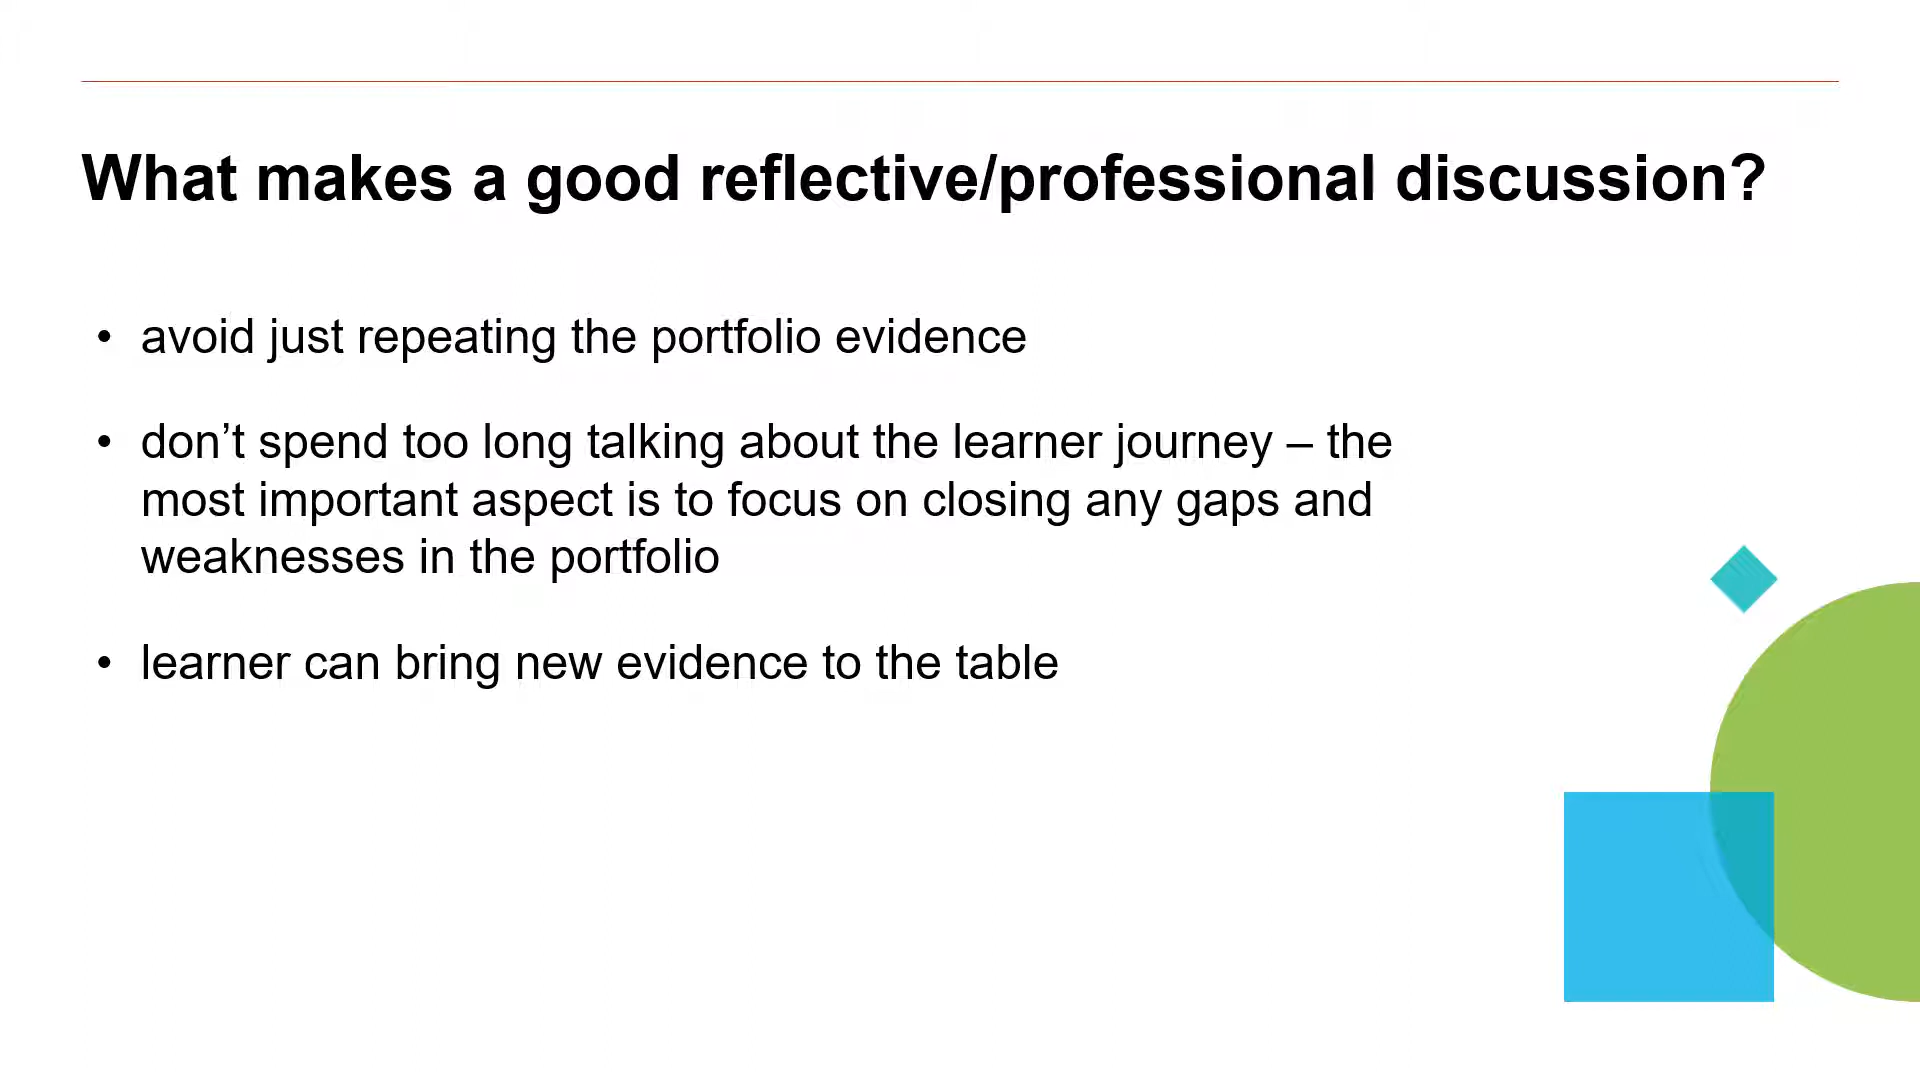 What makes a good reflective/professional discussion?
• avoid just repeating the portfolio evidence
• don’t spend too long talking about the learner journey – the
most important aspect is to focus on closing any gaps and
weaknesses in the portfolio
• learner can bring new evidence to the table